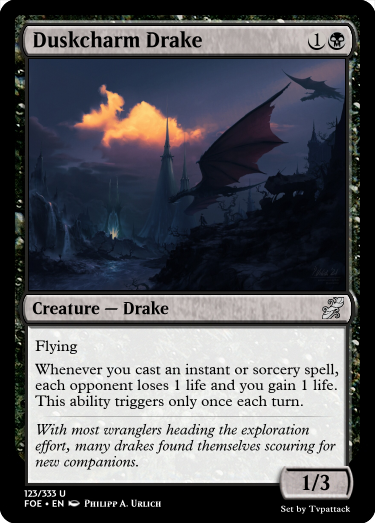 Duskcharm Drake 1
Creature — Drake
Flying
Whenever you cast an instant or sorcery spell,
each opponent loses 1 life and you gain 1 life.
This ability triggers only once each turn.
With most wranglers heading the exploration
effort, many drakes found themselves scouring for
new companions.
1/3
123/333 U
FOE • EN Philipp A. Urlich
Set by Tvpattack